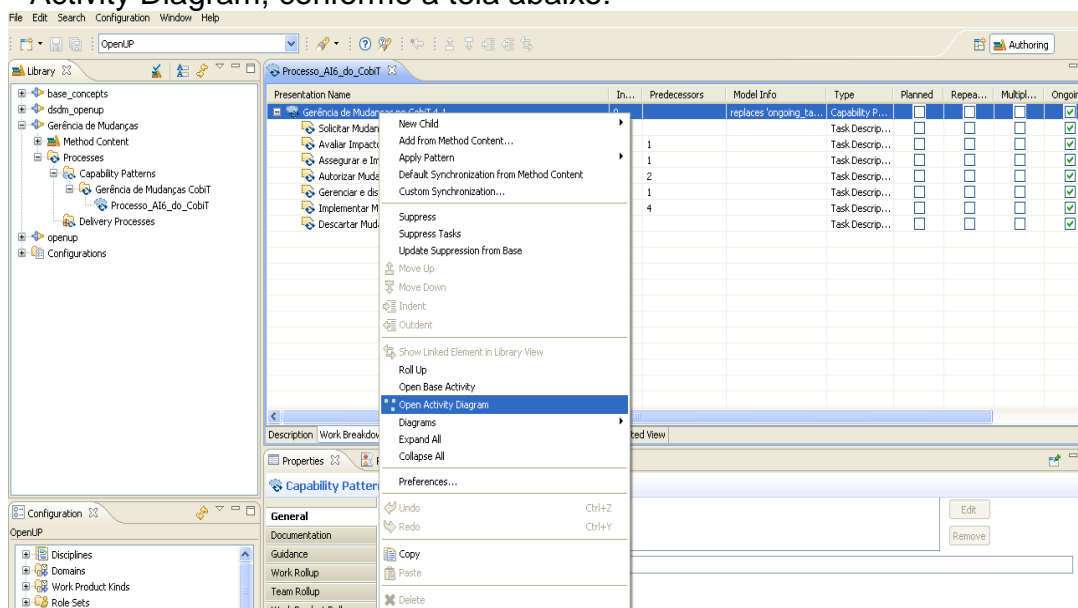 Activity Diagram, conforme a tela abaixo:
File Edit Search Configuration Window Help
OpenUP
Authoring
Library
base_concepts
dsdm_openup
Gerência de Mudanças
Method Content
Processes
Capability Patterns
Gerência de Mudanças CobiT
Processo_AI6_do_CobiT
Delivery Processes
openup
Configurations
Processo_AI6_do_CobiT
Presentation Name In... Predecessors Model Info Type Planned Repea... Multipl... Ongoin
Gerência de Mudanças no CobiT 4.1 0 replaces 'ongoing_ta... Capability P...
Solicitar Mudan Task Descrip...
Avaliar Impacto 1 Task Descrip...
Assegurar e Im 1 Task Descrip...
Autorizar Muda 2 Task Descrip...
Gerenciar e dis 1 Task Descrip...
Implementar M 4 Task Descrip...
Descartar Mud Task Descrip...
New Child
Add from Method Content...
Apply Pattern
Default Synchronization from Method Content
Custom Synchronization...
Suppress
Suppress Tasks
Update Suppression from Base
Move Up
Move Down
Indent
Outdent
Show Linked Element in Library View
Roll Up
Open Base Activity
Open Activity Diagram
Diagrams
Expand All
Collapse All
Preferences...
Undo Ctrl+Z
Redo Ctrl+Y
Copy
Paste
Delete
Description Work Breakdow ted View
Properties
Capability Patter
General
Documentation
Guidance
Work Rollup
Team Rollup
Edit
Remove
Configuration
OpenUP
Disciplines
Domains
Work Product Kinds
Role Sets